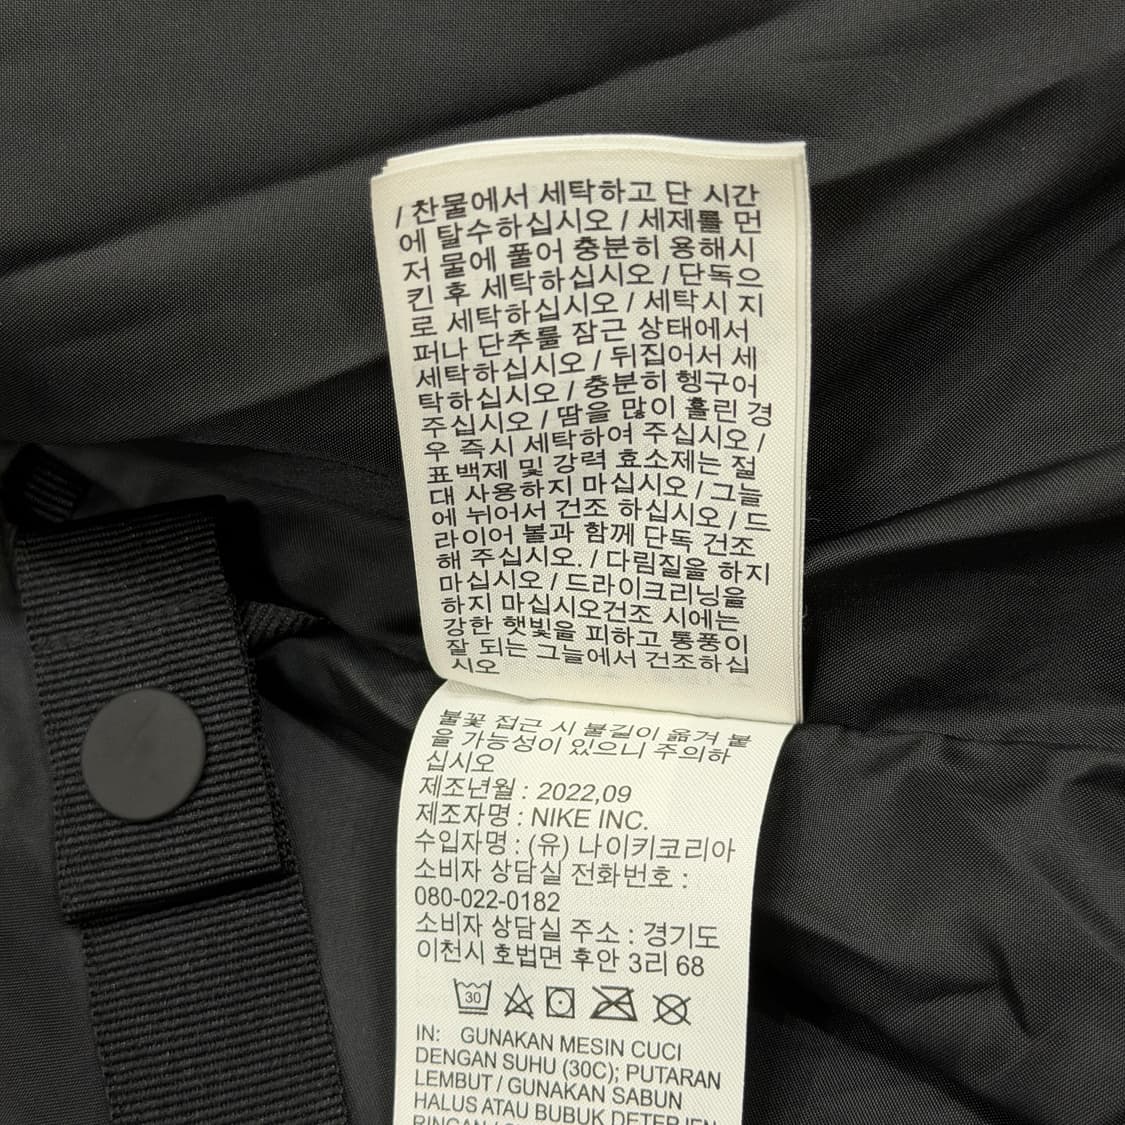 / 찬물에서 세탁하고 단 시간
에 탈수하십시오 / 세제를 먼
저 물에 풀어 충분히 용해시
킨 후 세탁하십시오 / 단독으
로 세탁하십시오 / 세탁시 지
퍼나 단추를 잠근 상태에서
세탁하십시오 / 뒤집어서 세
탁하십시오 / 충분히 헹구어
주십시오 / 땀을 많이 흘린 경
우 즉시 세탁하여 주십시오 /
표백제 및 강력 효소제는 절
대 사용하지 마십시오 / 그늘
에 뉘어서 건조 하십시오 / 드
라이어 볼과 함께 단독 건조
해 주십시오. / 다림질을 하지
마십시오 / 드라이크리닝을
하지 마십시오건조 시에는
강한 햇빛을 피하고 통풍이
잘 되는 그늘에서 건조하십
시오
불꽃 접근 시 불길이 옮겨 붙
을 가능성이 있으니 주의하
십시오
제조년월 : 2022,09
제조자명 : NIKE INC.
수입자명 : (유) 나이키코리아
소비자 상담실 전화번호 :
080-022-0182
소비자 상담실 주소 : 경기도
이천시 호법면 후안 3리 68
30
IN: GUNAKAN MESIN CUCI
DENGAN SUHU (30C); PUTARAN
LEMBUT / GUNAKAN SABUN
HALUS ATAU BUBUK DETERJEN
RINGAN /